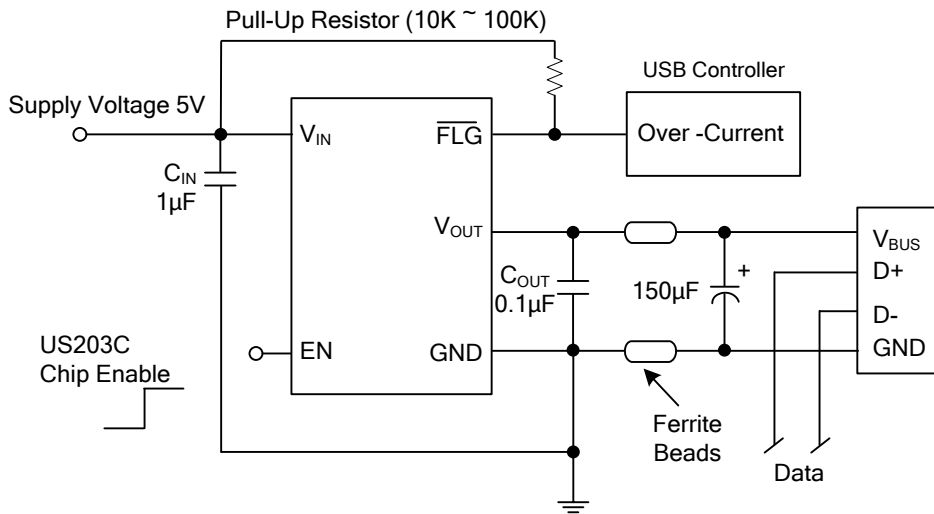 Pull-Up Resistor (10K ~ 100K)
USB Controller
Supply Voltage 5V
VIN
FLG
Over -Current
CIN
1µF
VOUT
VBUS
COUT
0.1µF
150µF
+
D+
D-
US203C
Chip Enable
EN
GND
GND
Ferrite
Beads
Data